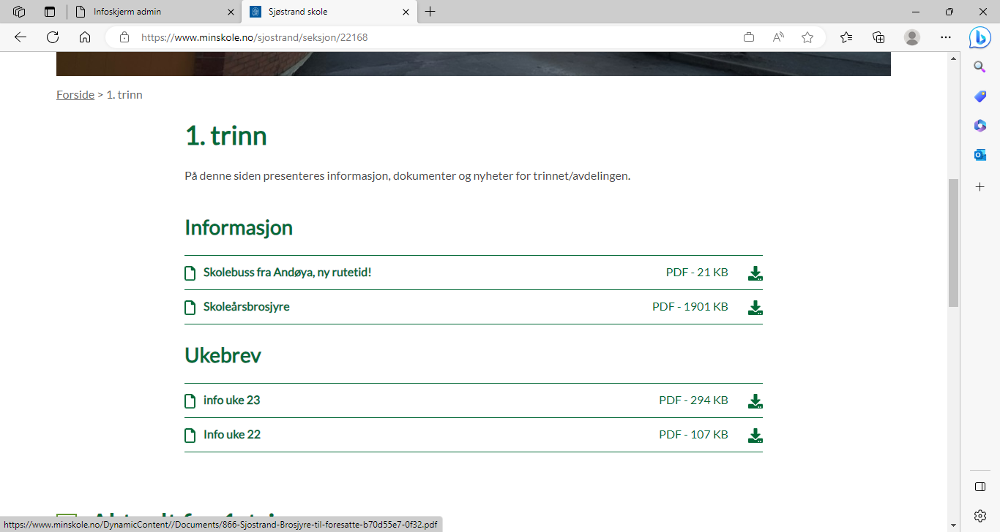 Infoskjerm admin
Sjøstrand skole
https://www.minskole.no/sjostrand/seksjon/22168
Forside > 1. trinn
1. trinn
På denne siden presenteres informasjon, dokumenter og nyheter for trinnet/avdelingen.
Informasjon
Skolebuss fra Andøya, ny rutetid! PDF - 21 KB
Skoleårsbrosjyre PDF - 1901 KB
Ukebrev
info uke 23 PDF - 294 KB
Info uke 22 PDF - 107 KB
https://www.minskole.no/DynamicContent//Documents/866-Sjostrand-Brosjyre-til-foresatte-b70d55e7-0f32.pdf